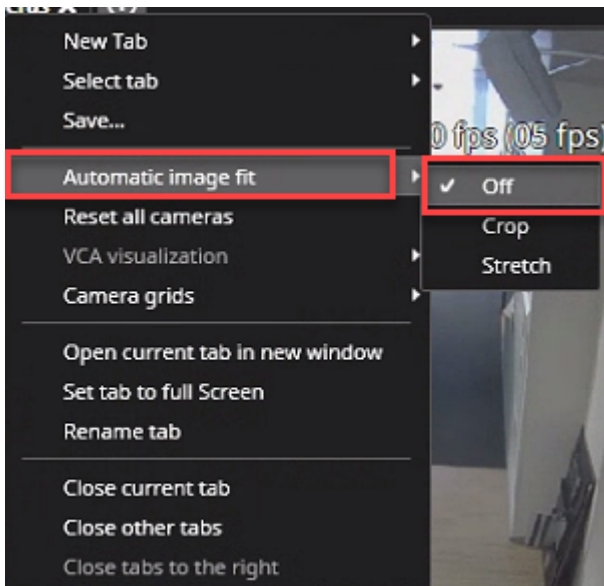 New Tab
Select tab
Save...
0 fps (05 fps)
Automatic image fit
Off
Reset all cameras
Crop
VCA visualization
Stretch
Camera grids
Open current tab in new window
Set tab to full Screen
Rename tab
Close current tab
Close other tabs
Close tabs to the right